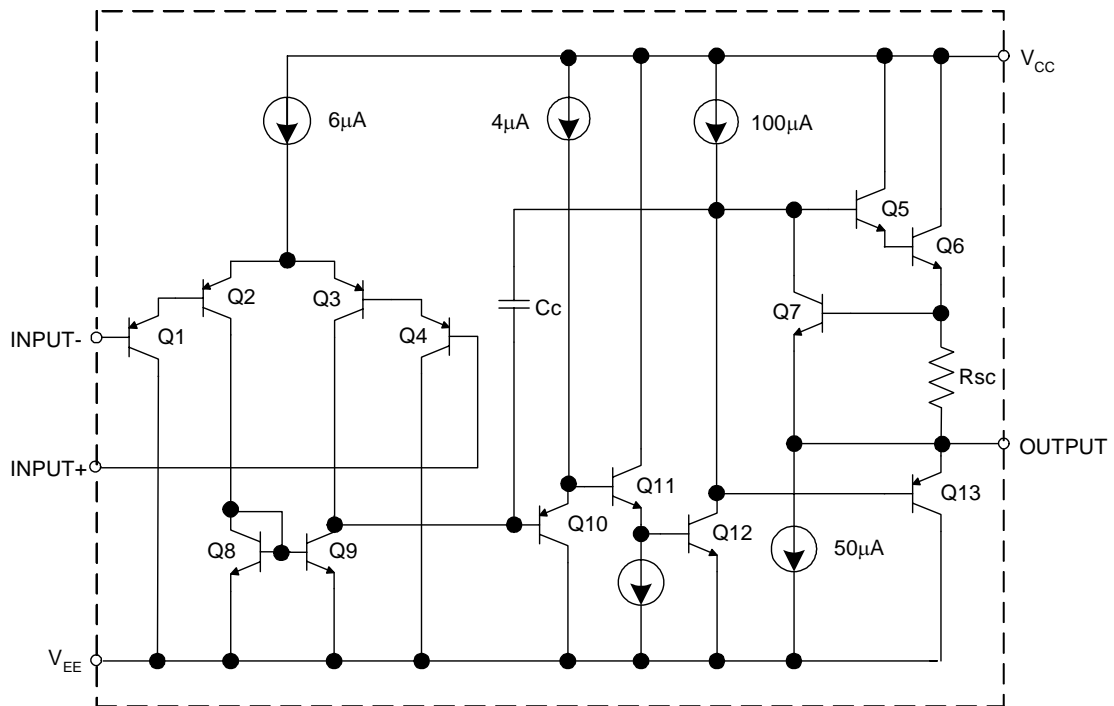 V_CC
6µA
4µA
100µA
Q5
Q6
Q2
Q3
Cc
Q7
INPUT-
Q1
Q4
Rsc
INPUT+
OUTPUT
Q11
Q13
Q10
Q12
Q8
Q9
50µA
V_EE